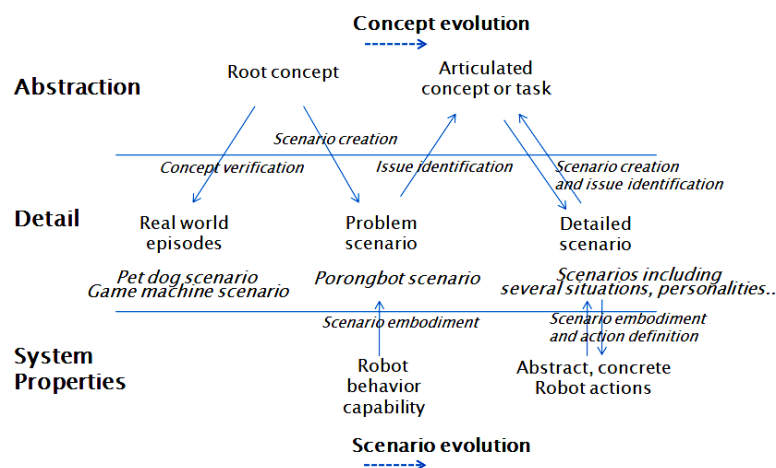 Concept evolution
Abstraction
Root concept
Articulated
concept or task
Scenario creation
Concept verification
Issue identification
Scenario creation
and issue identification
Detail
Real world
episodes
Problem
scenario
Detailed
scenario
Pet dog scenario
Game machine scenario
Porongbot scenario
Scenarios including
several situations, personalities..
Scenario embodiment
Scenario embodiment
and action definition
System
Properties
Robot
behavior
capability
Abstract, concrete
Robot actions
Scenario evolution